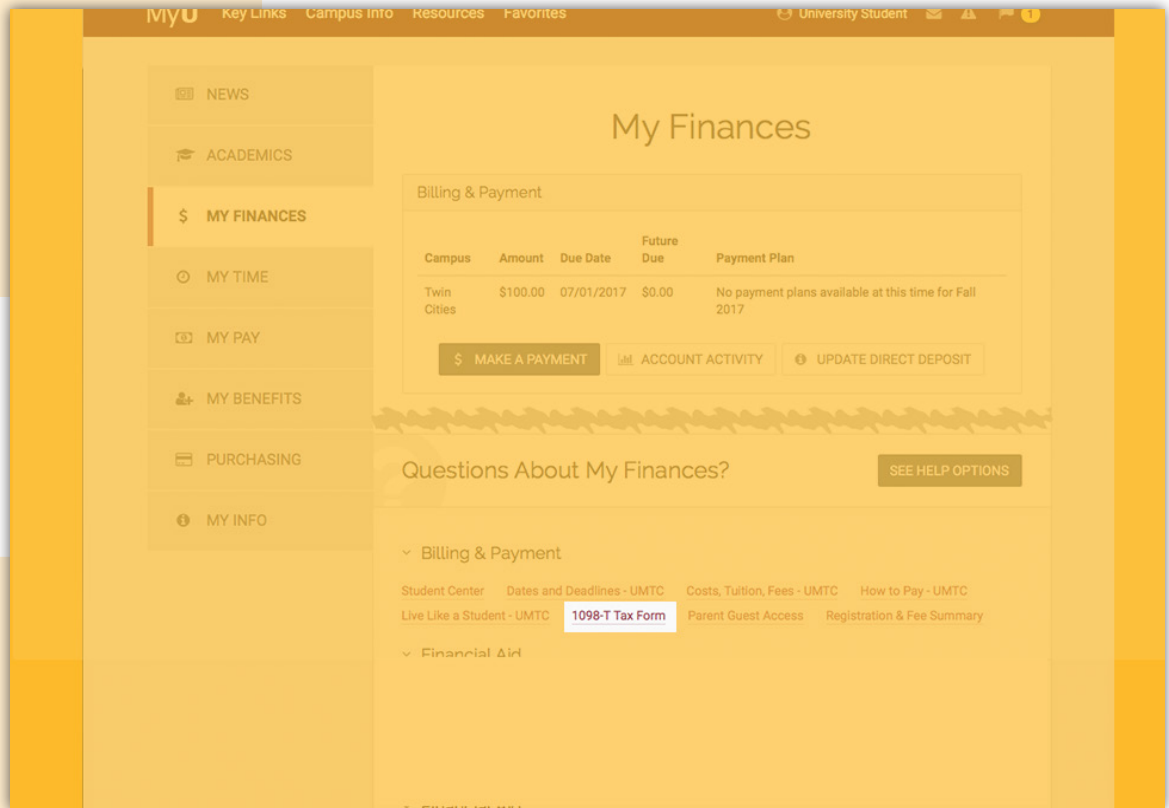 MyU Key Links Campus Info Resources Favorites University Student 1
NEWS
ACADEMICS
$ MY FINANCES
MY TIME
MY PAY
MY BENEFITS
PURCHASING
MY INFO
My Finances
Billing & Payment
Campus Amount Due Date Future Due Payment Plan
Twin Cities $100.00 07/01/2017 $0.00 No payment plans available at this time for Fall 2017
$ MAKE A PAYMENT ACCOUNT ACTIVITY UPDATE DIRECT DEPOSIT
Questions About My Finances? SEE HELP OPTIONS
Billing & Payment
Student Center Dates and Deadlines - UMTC Costs, Tuition, Fees - UMTC How to Pay - UMTC
Live Like a Student - UMTC 1098-T Tax Form Parent Guest Access Registration & Fee Summary
Financial Aid